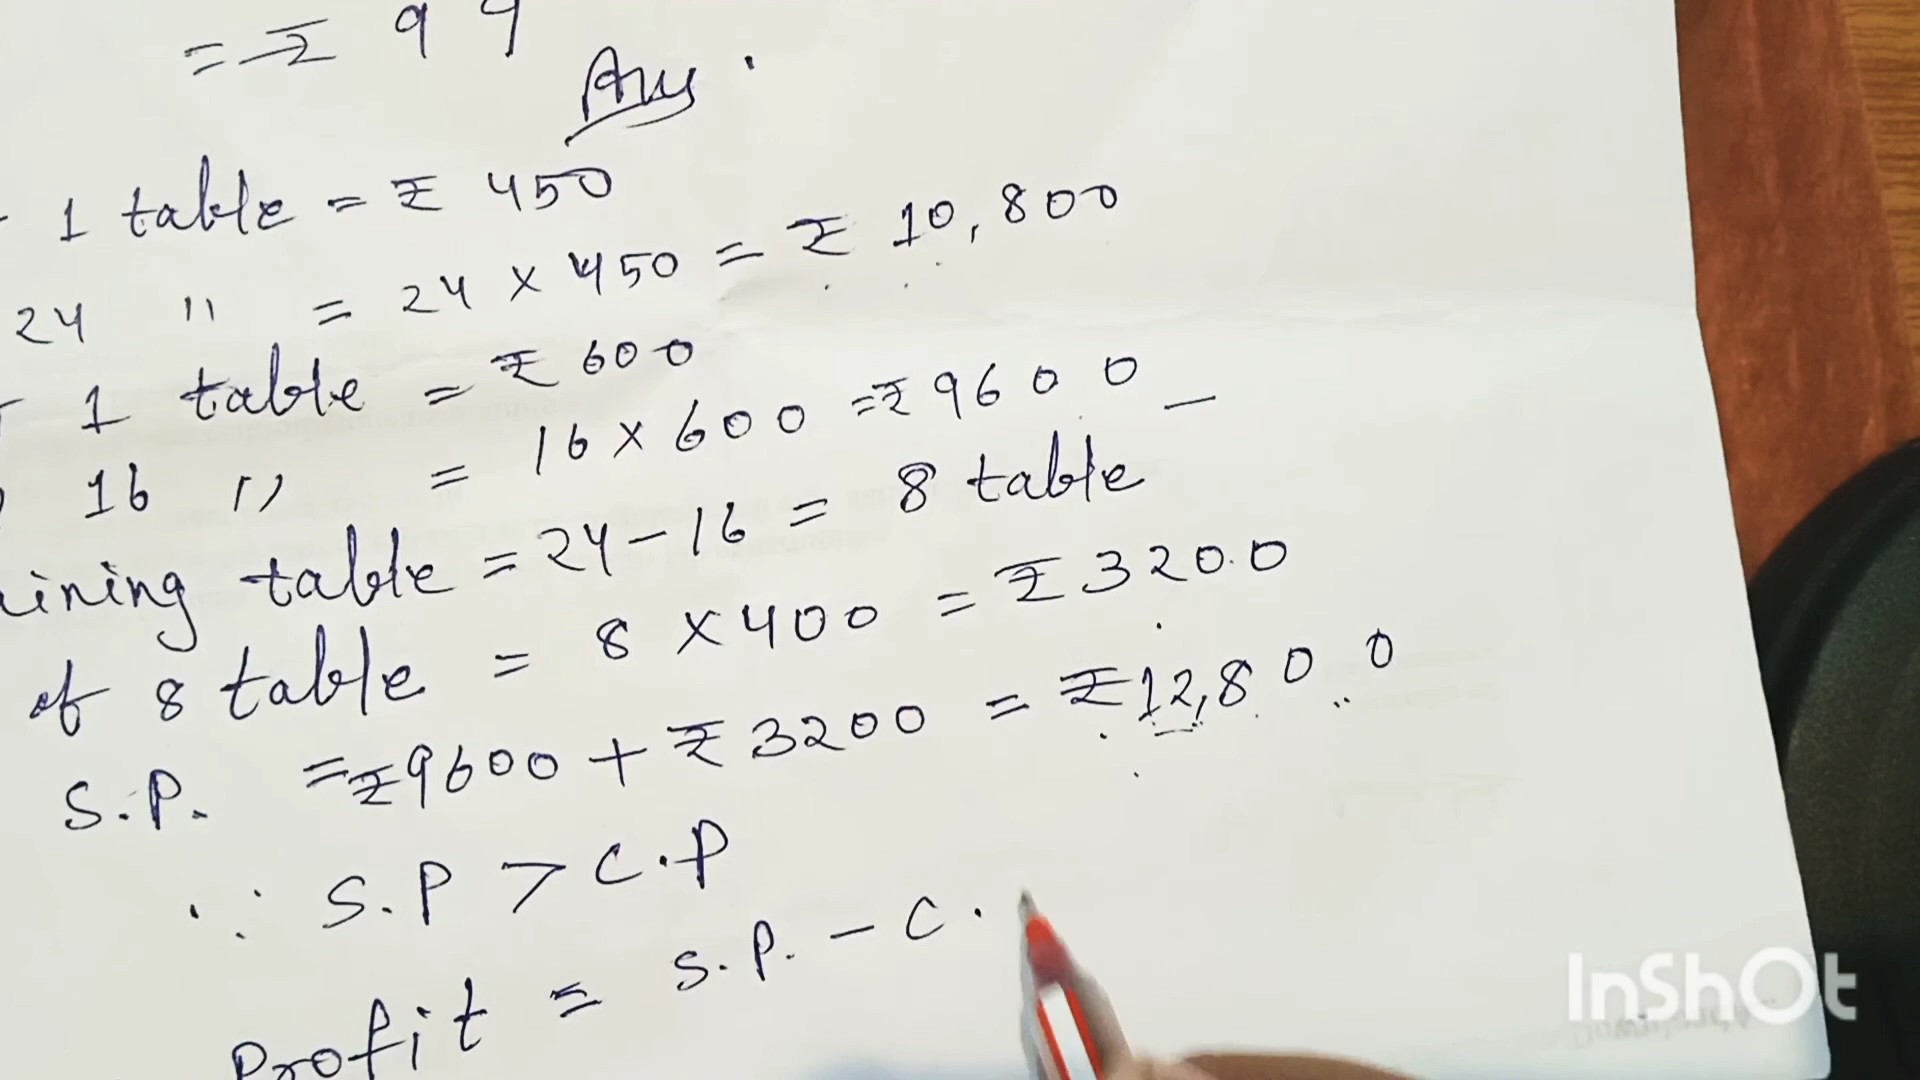 = ₹ 99
Ans.
1 table = ₹ 450
24 " = 24 × 450 = ₹ 10,800
1 table = ₹ 600
16 " = 16 × 600 = ₹ 9600
ining table = 24 - 16 = 8 table
of 8 table = 8 × 400 = ₹ 3200
S.P. = ₹ 9600 + ₹ 3200 = ₹ 12,800
∵ S.P > C.P
Profit = S.P. - C.
InShOt